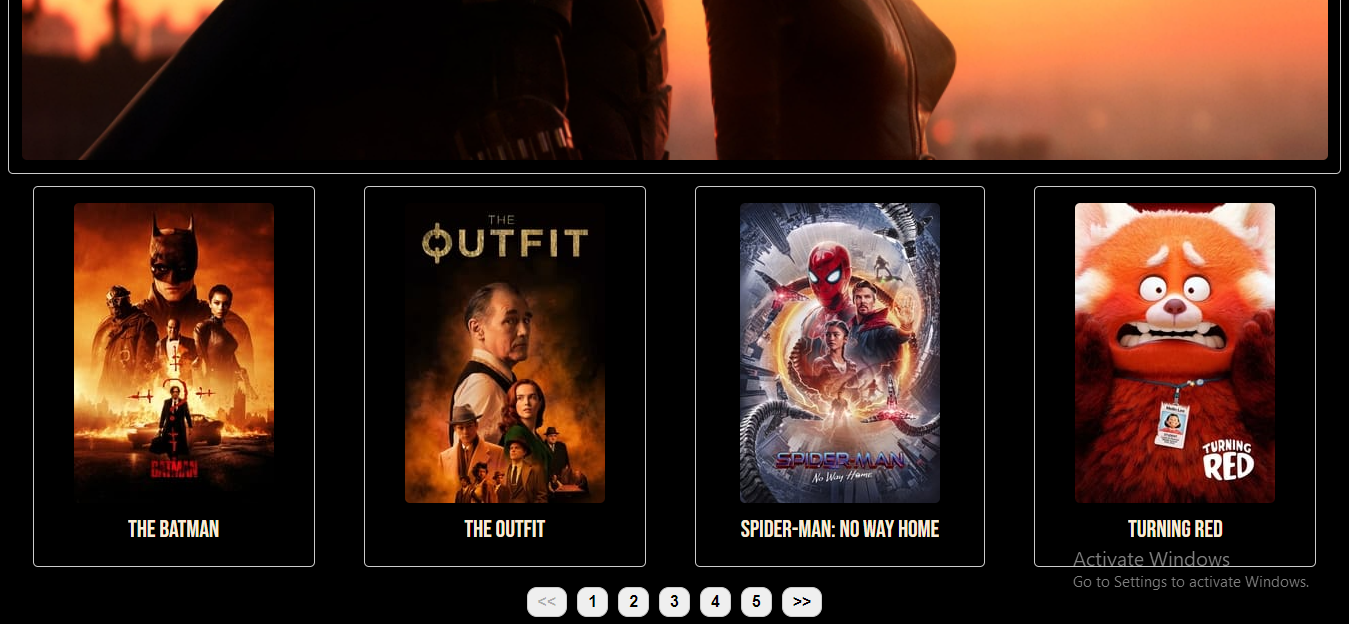 THE
OUTFIT
BATMAN
SPIDER-MAN
No Way Home
TURNING
RED
THE BATMAN
THE OUTFIT
SPIDER-MAN: NO WAY HOME
TURNING RED
Activate Windows
Go to Settings to activate Windows.
<< 1 2 3 4 5 >>